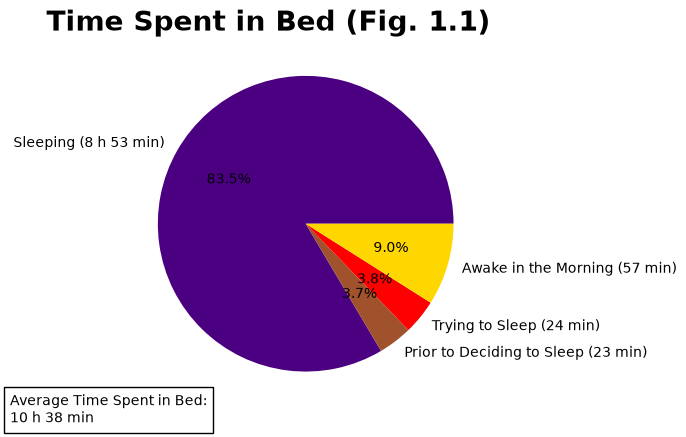 Time Spent in Bed (Fig. 1.1)
Sleeping (8 h 53 min)
83.5%
9.0%
Awake in the Morning (57 min)
3.8%
3.7%
Trying to Sleep (24 min)
Prior to Deciding to Sleep (23 min)
Average Time Spent in Bed:
10 h 38 min